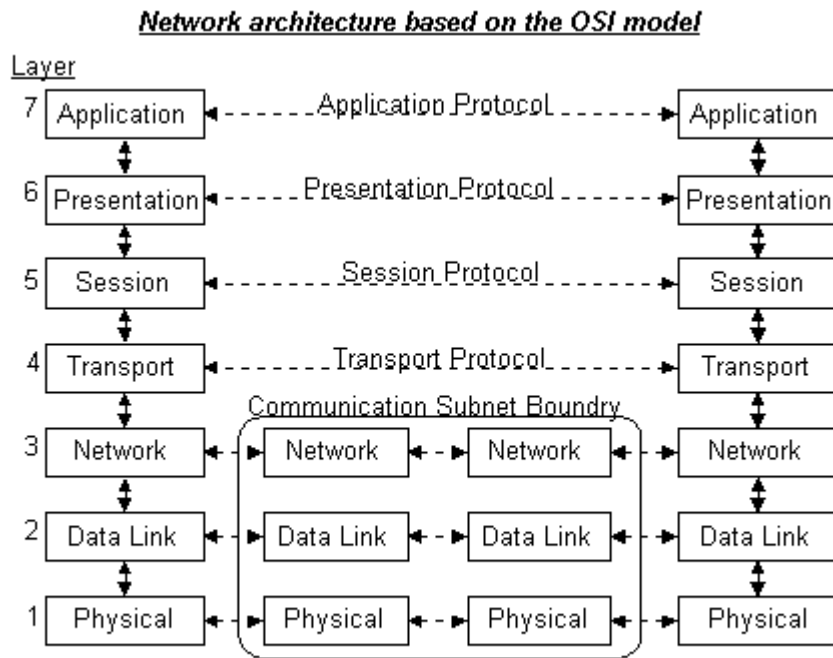 Network architecture based on the OSI model
Layer
7 Application Application Protocol Application
6 Presentation Presentation Protocol Presentation
5 Session Session Protocol Session
4 Transport Transport Protocol Transport
Communication Subnet Boundry
3 Network Network Network Network
2 Data Link Data Link Data Link Data Link
1 Physical Physical Physical Physical